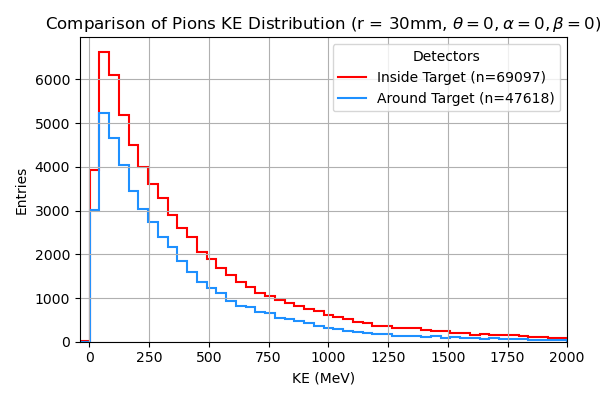 Comparison of Pions KE Distribution (r = 30mm, θ = 0, α = 0, β = 0)
Detectors
Inside Target (n=69097)
Around Target (n=47618)
6000
5000
4000
3000
2000
1000
0
Entries
0 250 500 750 1000 1250 1500 1750 2000
KE (MeV)